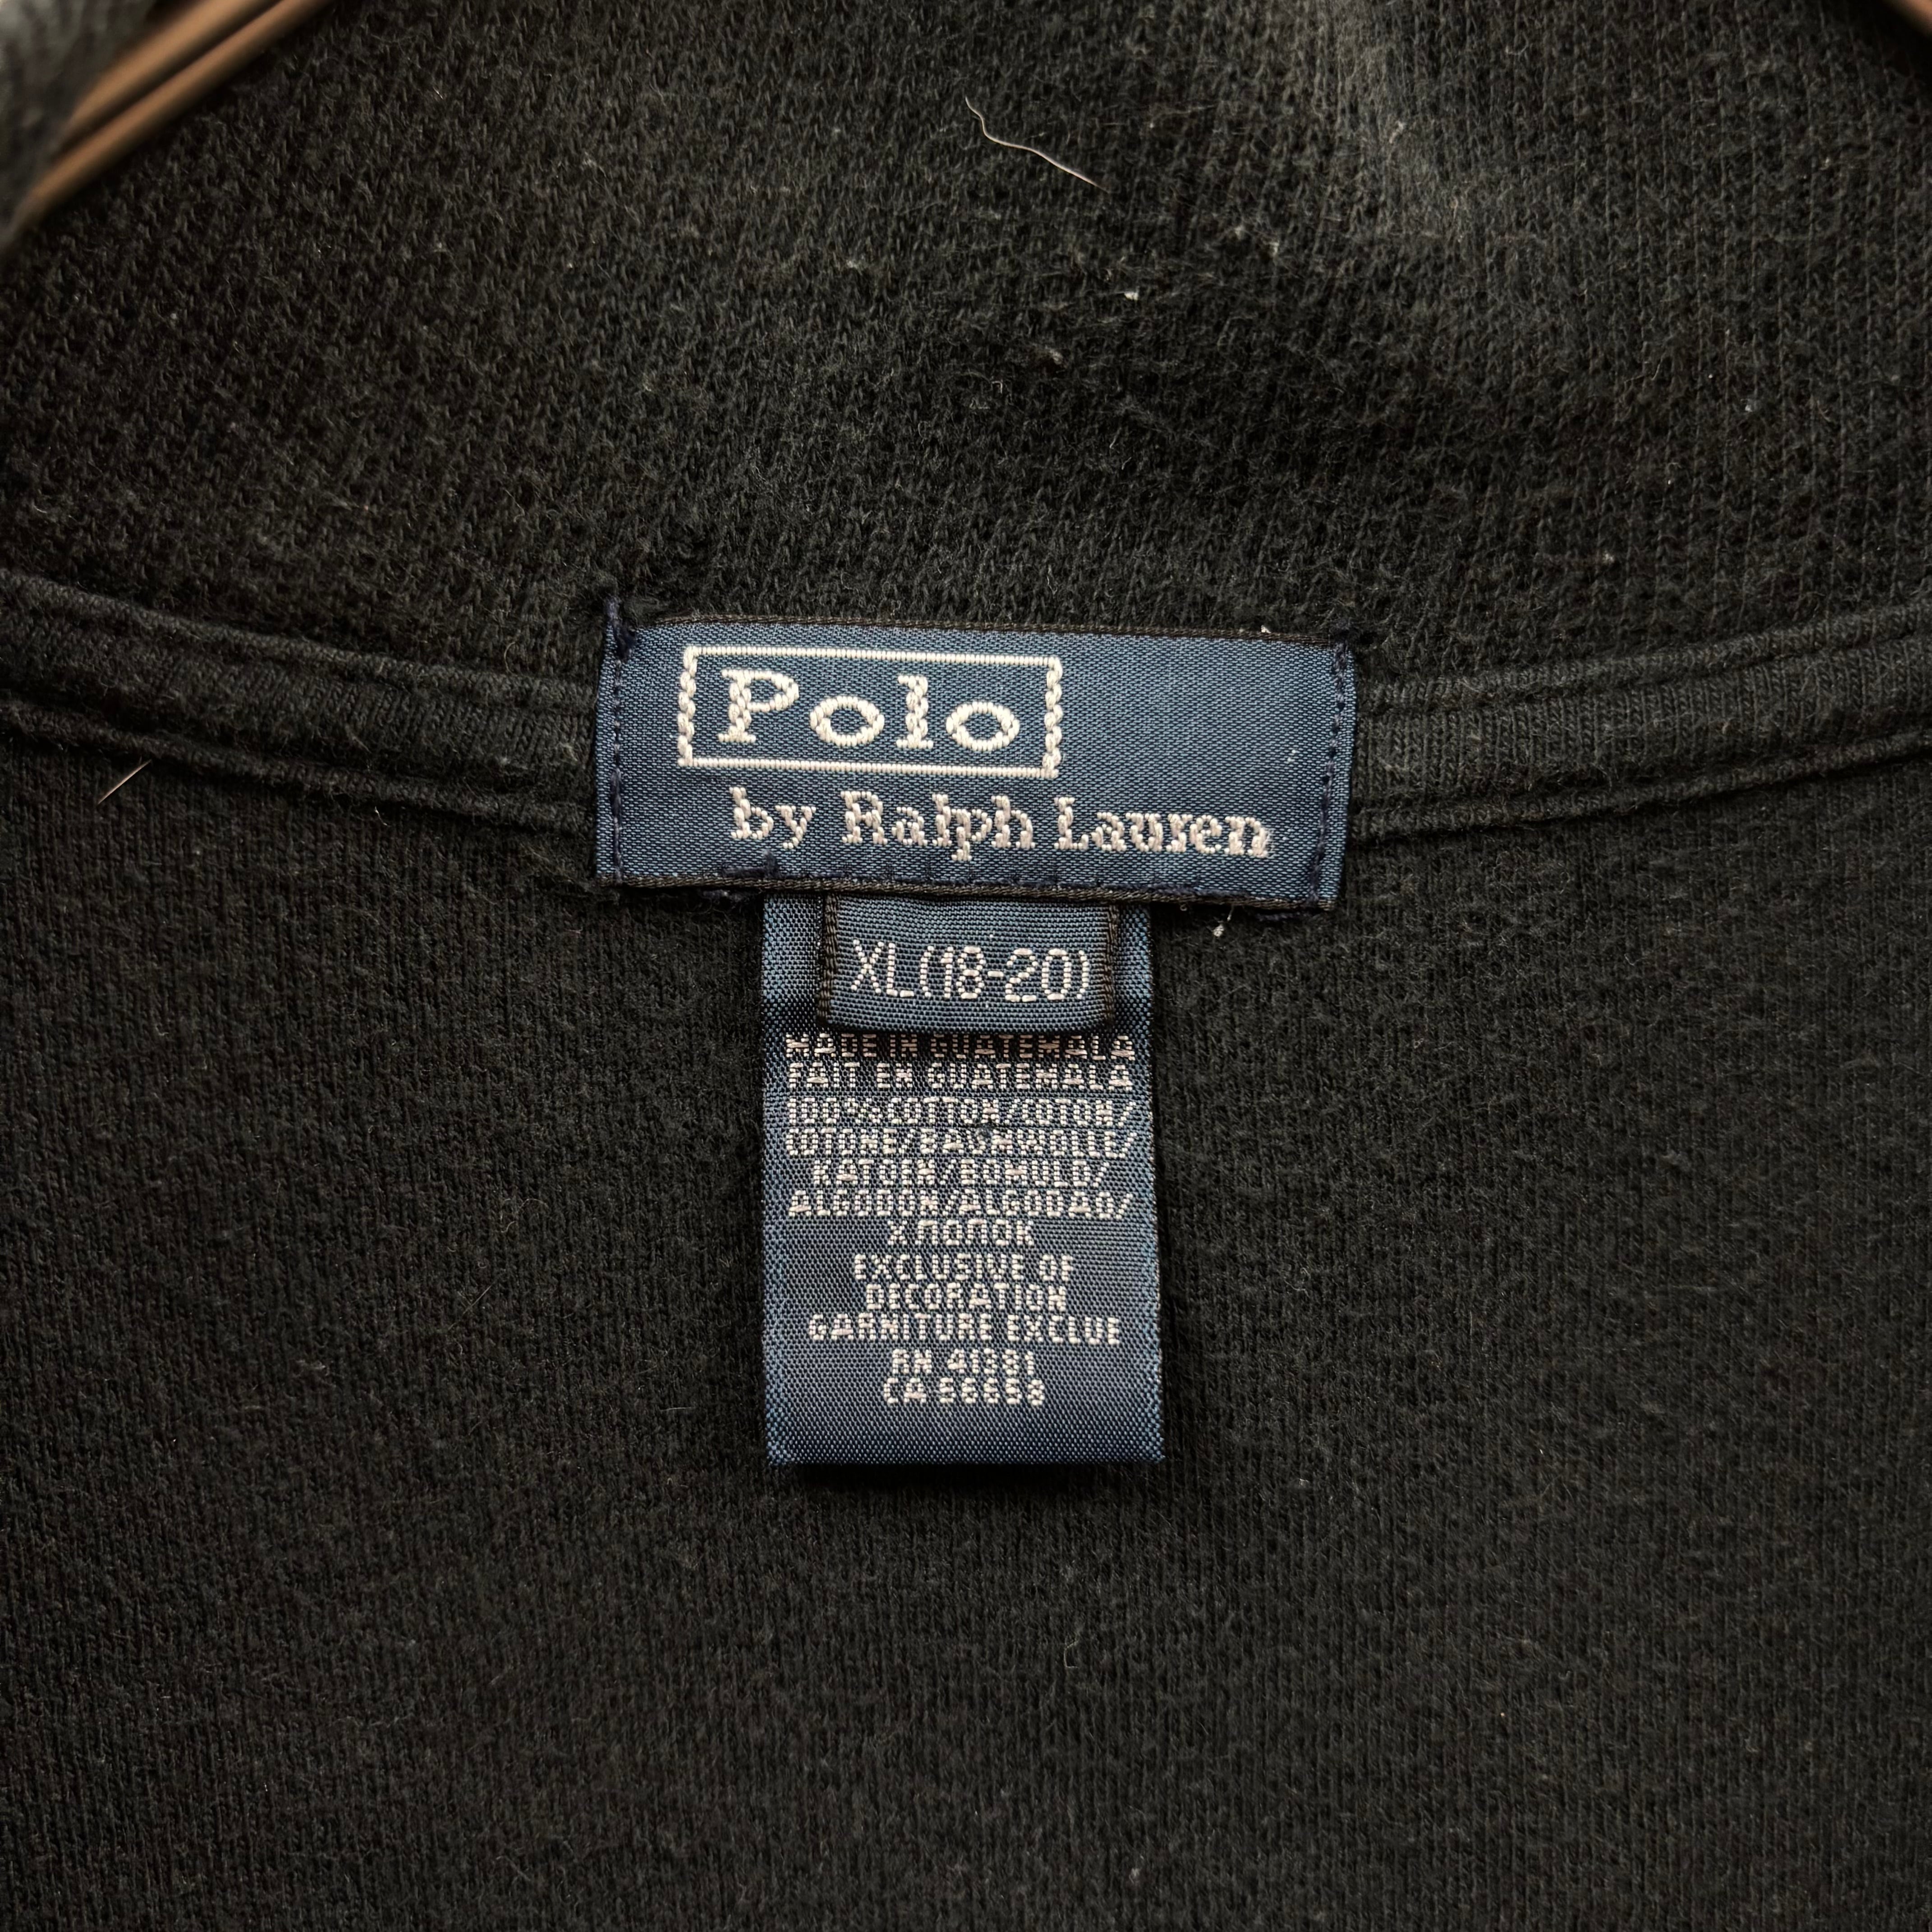 Polo
by Ralph Lauren
XL(18-20)
MADE IN GUATEMALA
FAIT EN GUATEMALA
100% COTTON/COTON/
COTONE/BAUMWOLLE/
KATOEN/BOMULD/
ALGODON/ALGODAO/
ХЛОПОК
EXCLUSIVE OF
DECORATION
GARNITURE EXCLUE
RN 41381
CA 56658